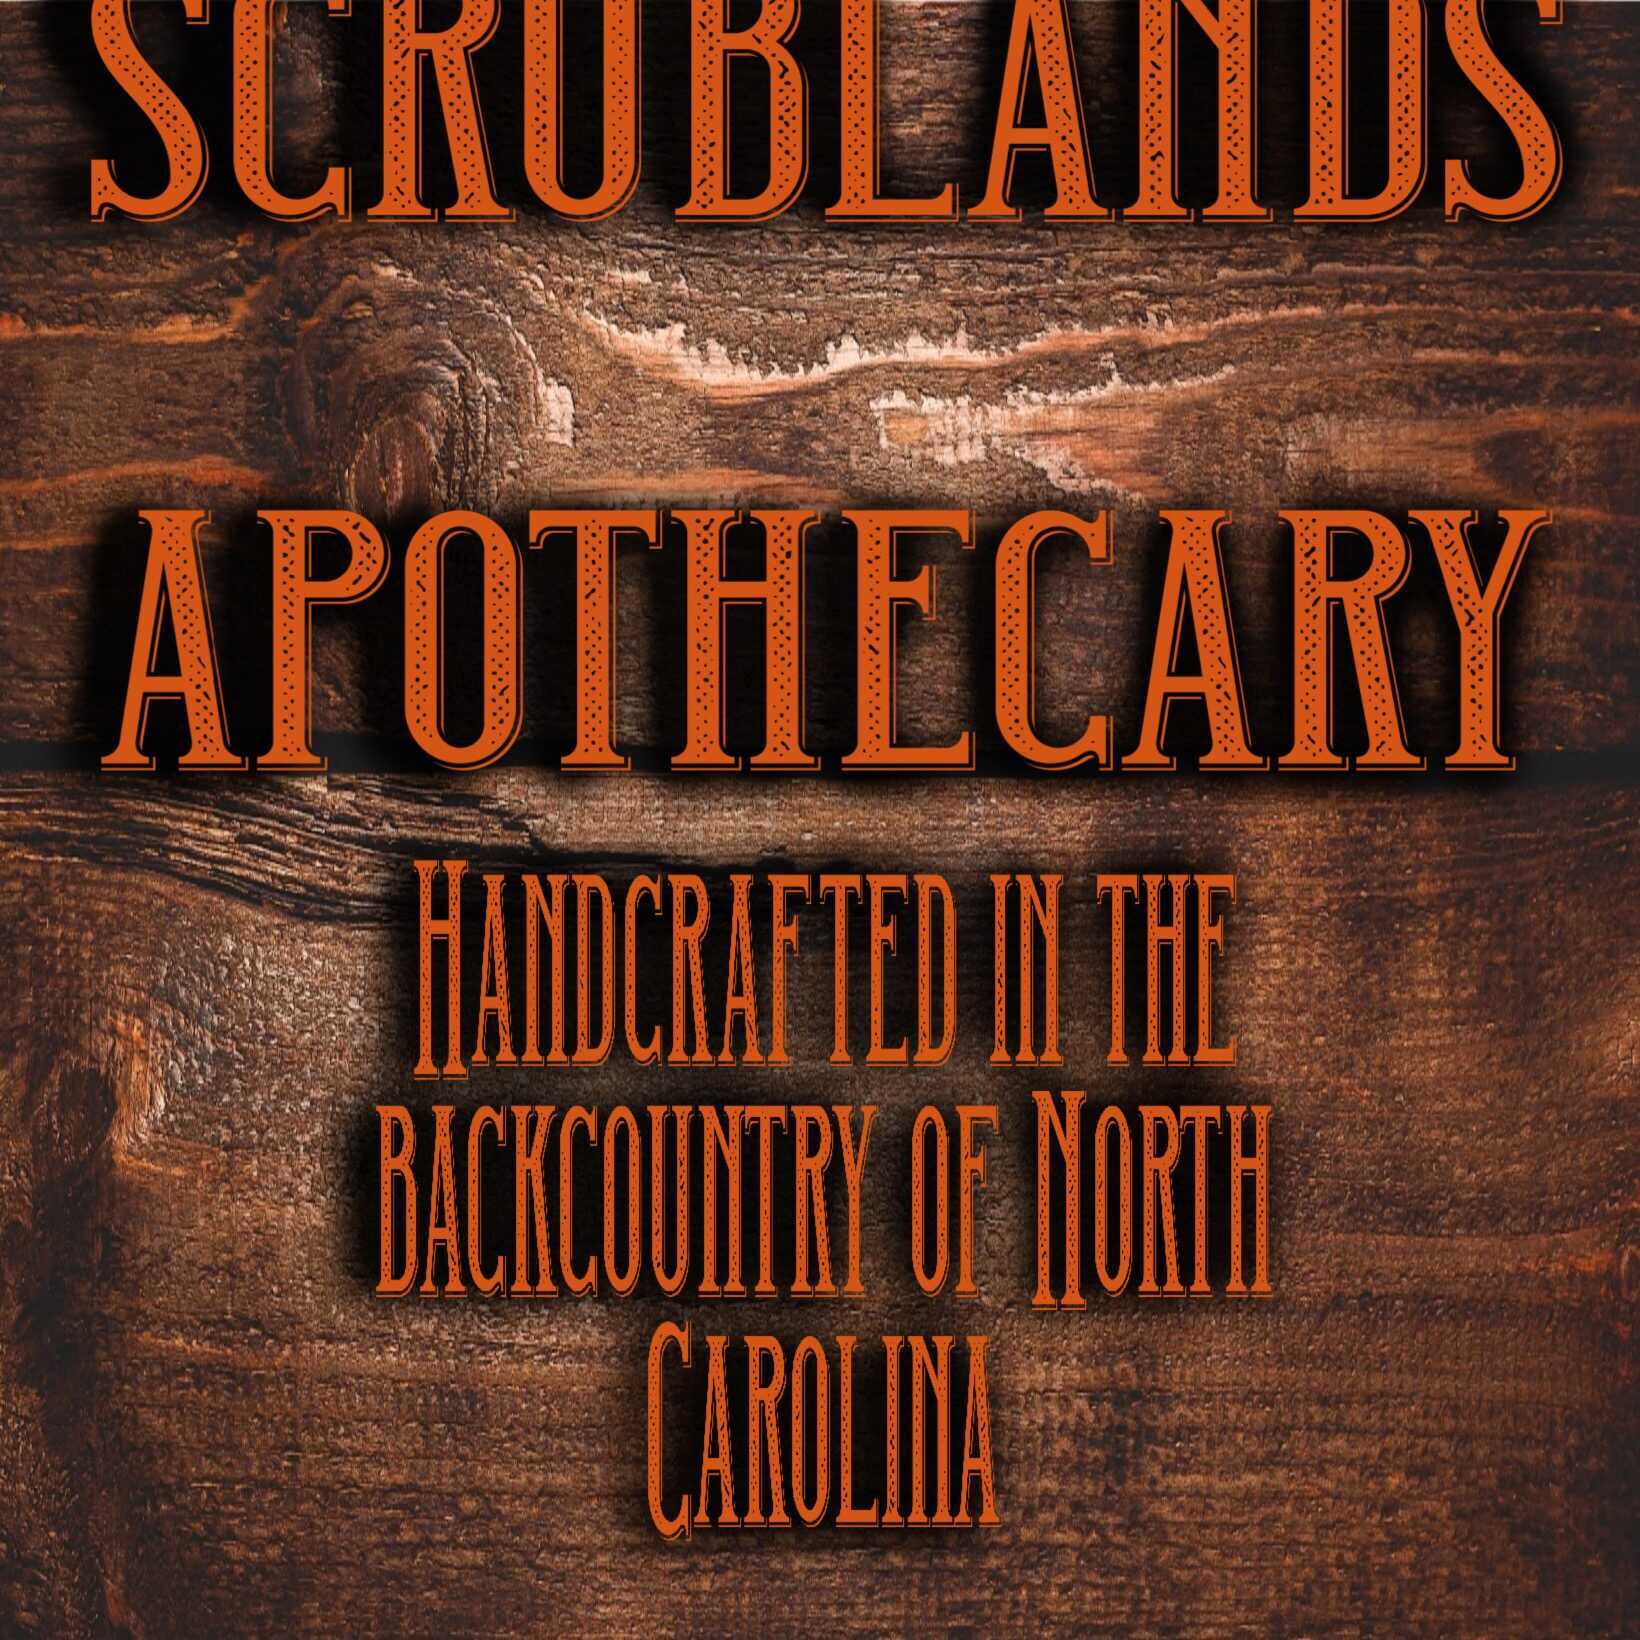 SCRUBLANDS
APOTHECARY
HANDCRAFTED IN THE
BACKCOUNTRY OF NORTH
CAROLINA